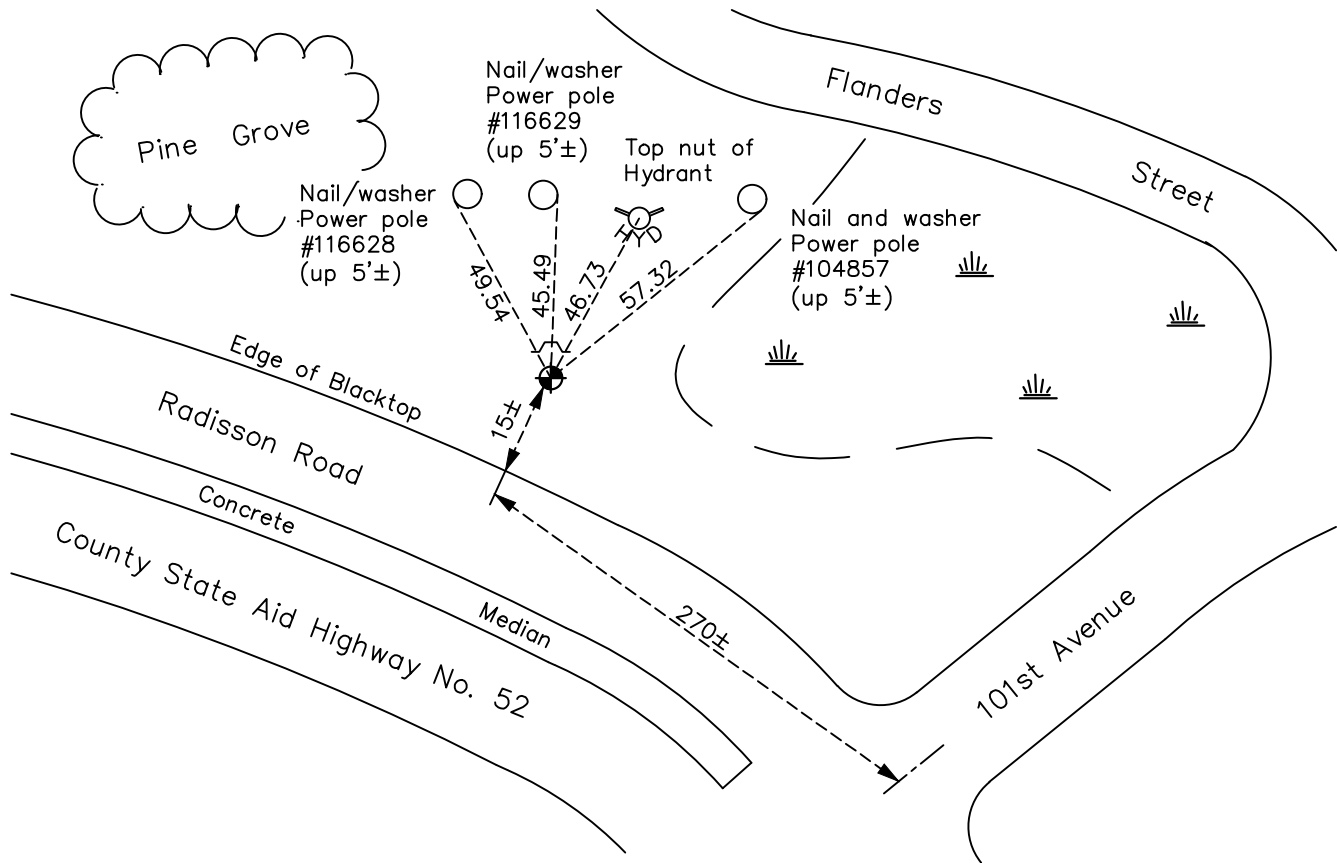 Flanders
Street
Nail/washer
Power pole
#116629
(up 5'±)
Pine Grove
Top nut of
Hydrant
Nail/washer
Power pole
#116628
(up 5'±)
HYD
Nail and washer
Power pole
#104857
(up 5'±)
49.54
45.49
46.73
57.32
Edge of Blacktop
15±
Radisson Road
Concrete
Median
County State Aid Highway No. 52
270±
101st Avenue